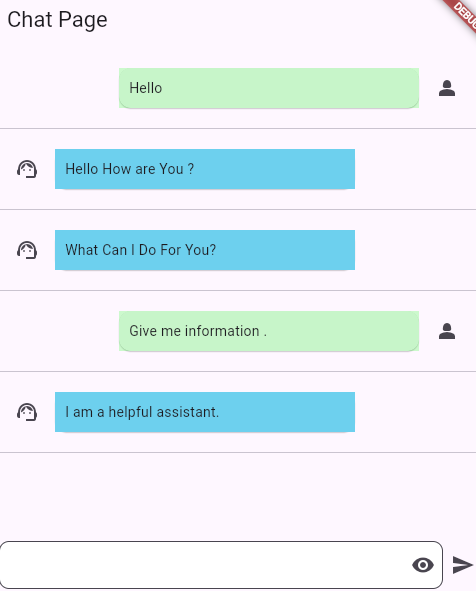 Chat Page
DEBUG
Hello
Hello How are You ?
What Can I Do For You?
Give me information .
I am a helpful assistant.